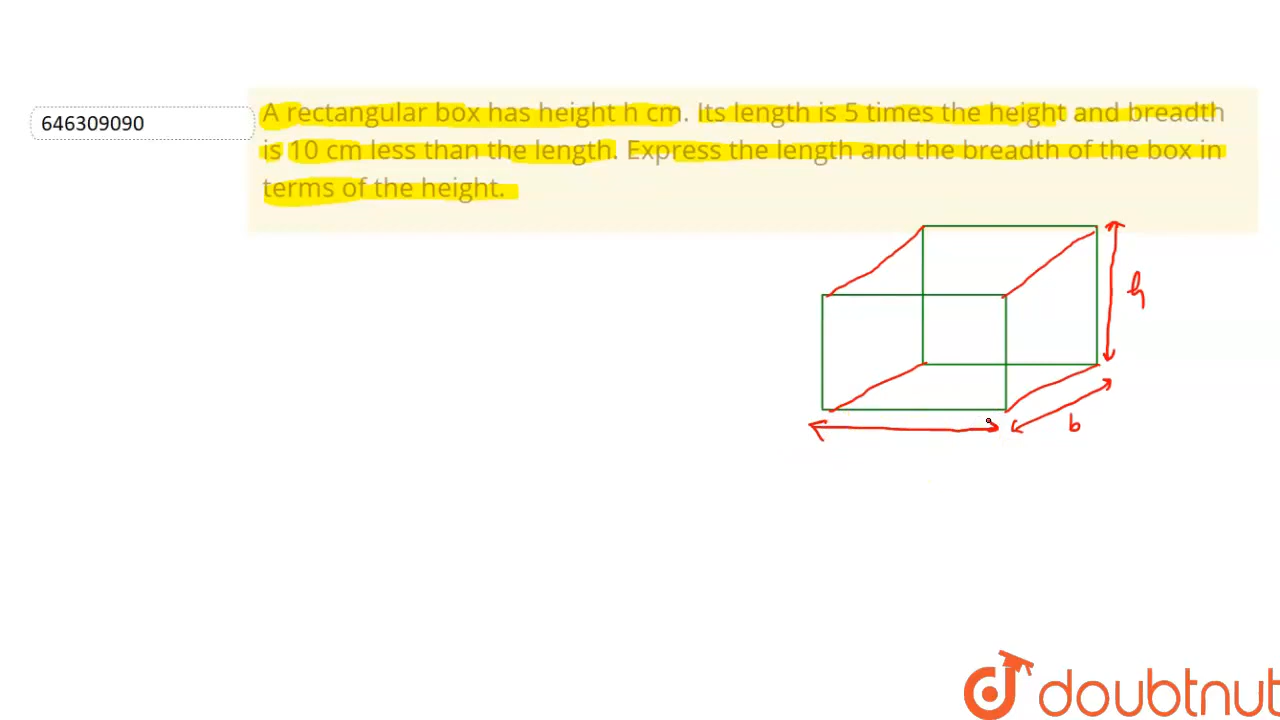 646309090
A rectangular box has height h cm. Its length is 5 times the height and breadth
is 10 cm less than the length. Express the length and the breadth of the box in
terms of the height.
h
b
doubtnut